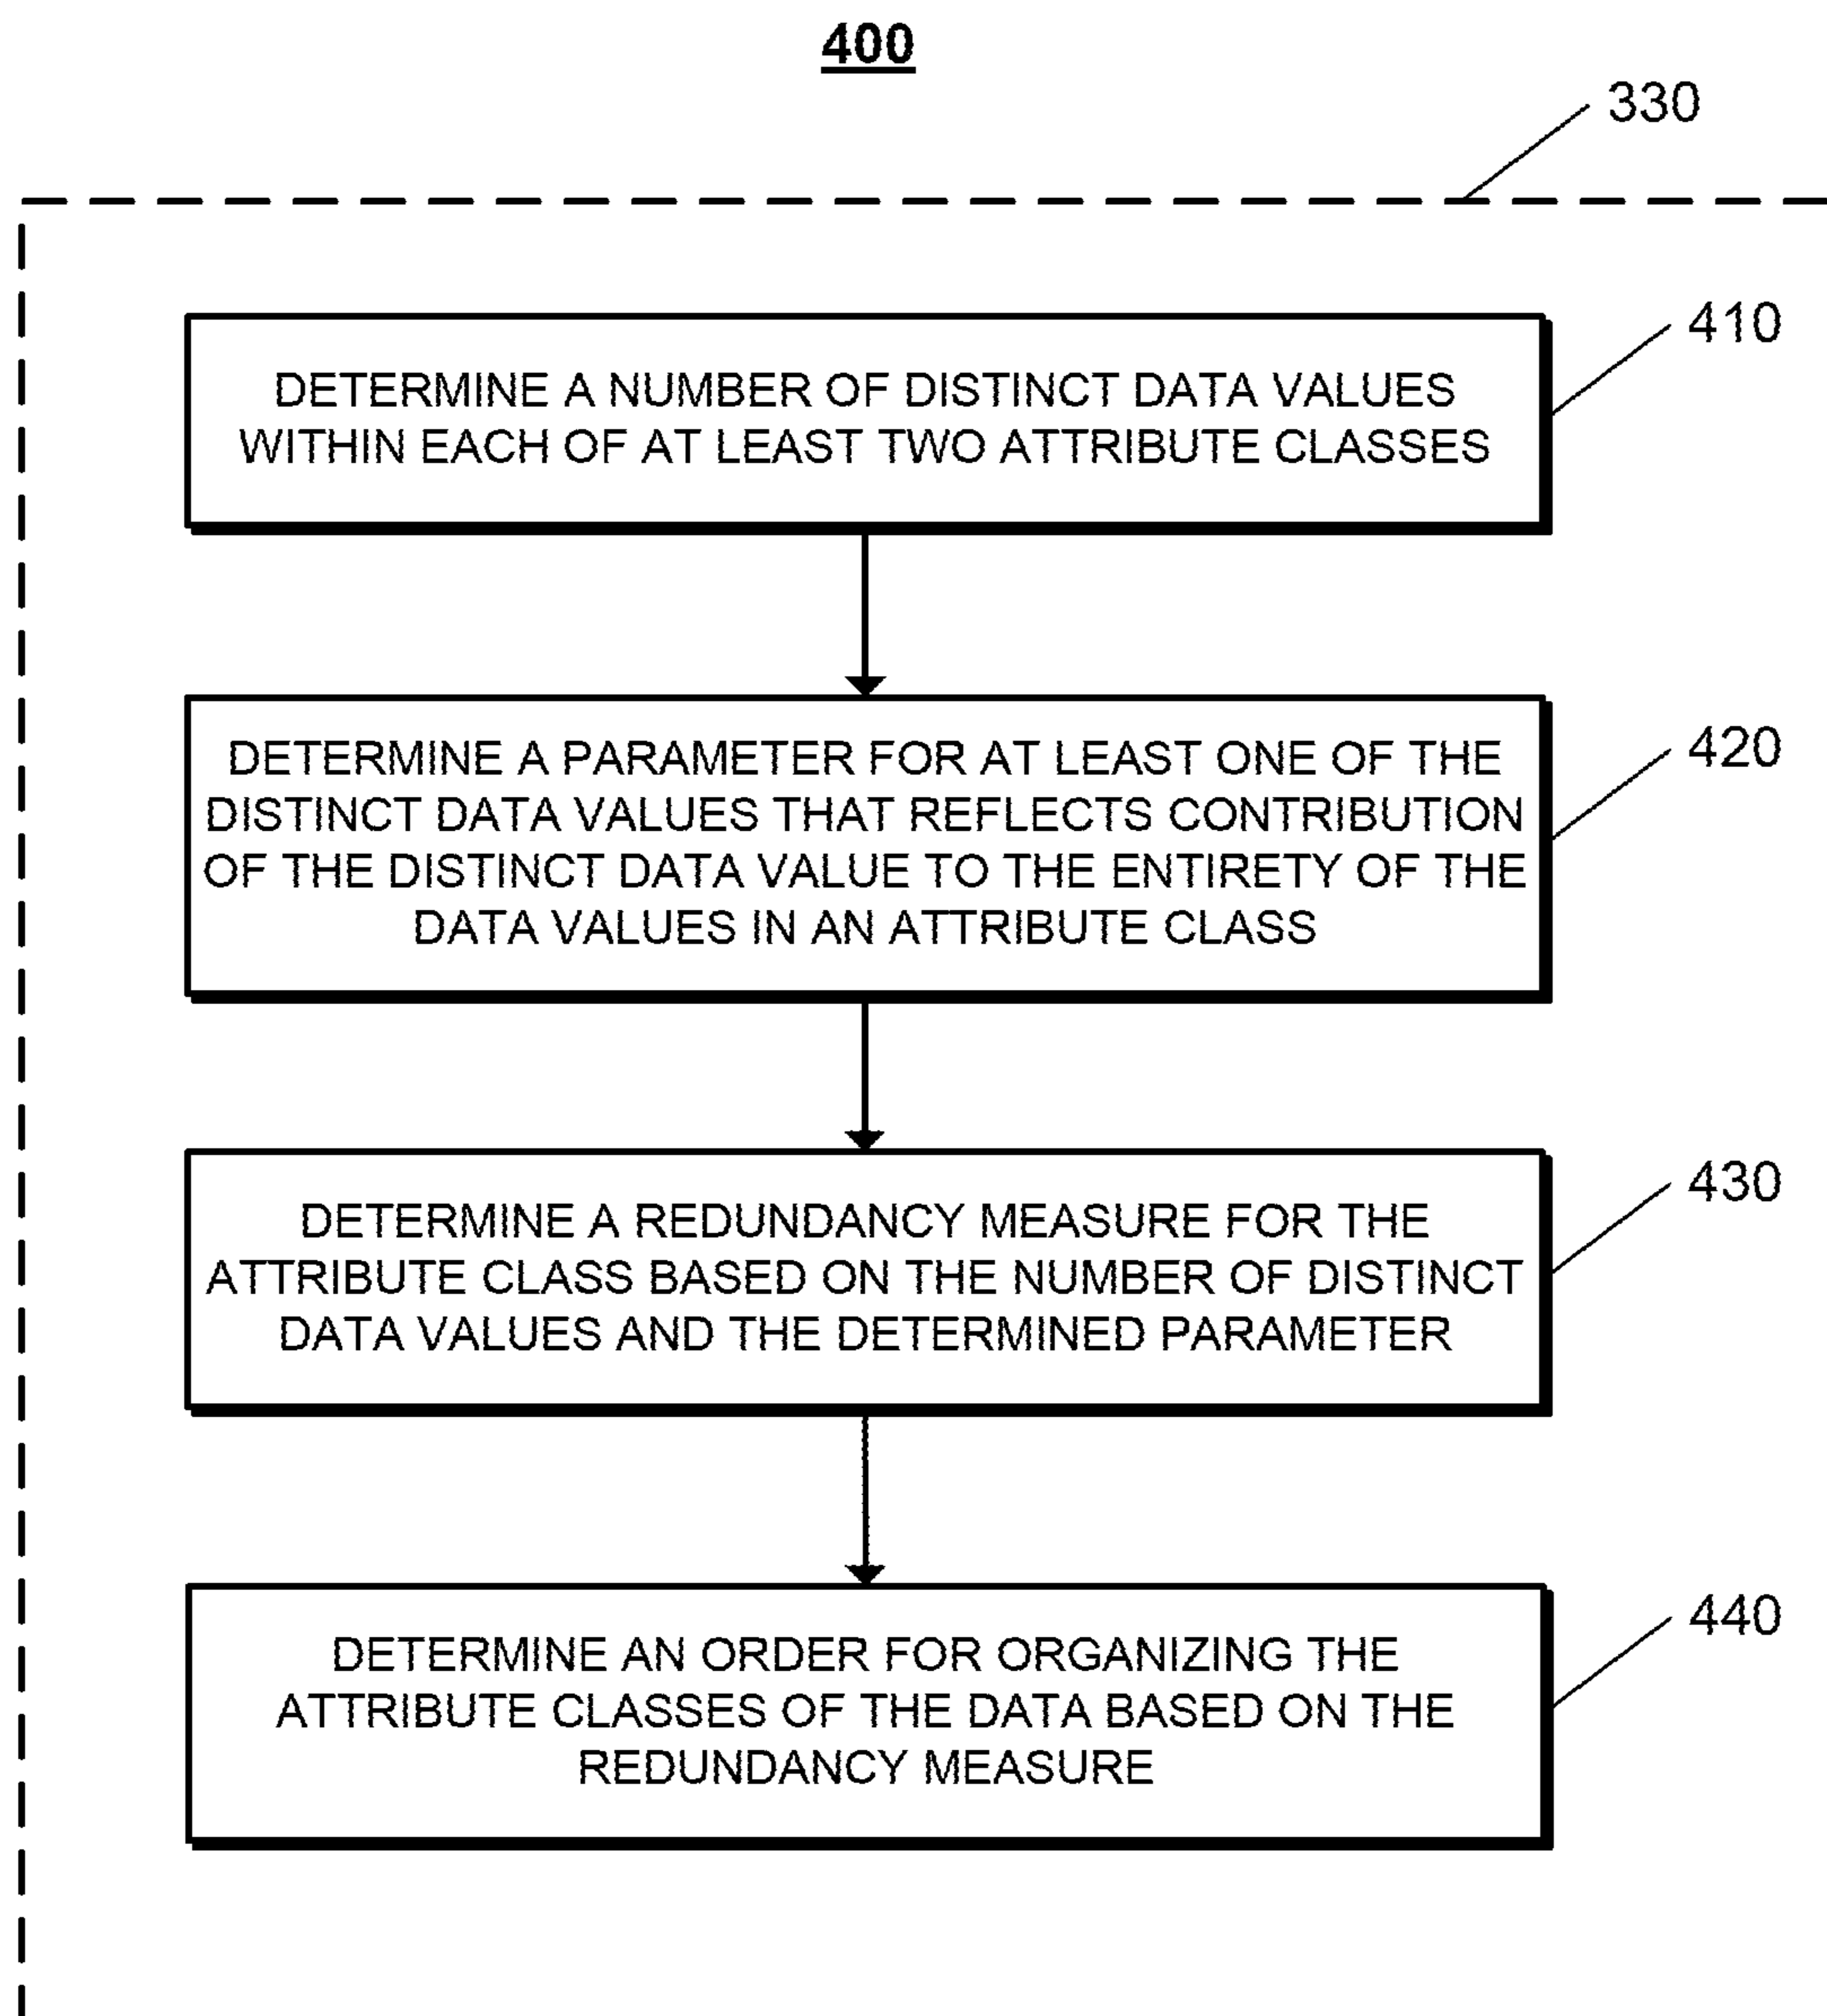 400
330
410
DETERMINE A NUMBER OF DISTINCT DATA VALUES
WITHIN EACH OF AT LEAST TWO ATTRIBUTE CLASSES
420
DETERMINE A PARAMETER FOR AT LEAST ONE OF THE
DISTINCT DATA VALUES THAT REFLECTS CONTRIBUTION
OF THE DISTINCT DATA VALUE TO THE ENTIRETY OF THE
DATA VALUES IN AN ATTRIBUTE CLASS
430
DETERMINE A REDUNDANCY MEASURE FOR THE
ATTRIBUTE CLASS BASED ON THE NUMBER OF DISTINCT
DATA VALUES AND THE DETERMINED PARAMETER
440
DETERMINE AN ORDER FOR ORGANIZING THE
ATTRIBUTE CLASSES OF THE DATA BASED ON THE
REDUNDANCY MEASURE